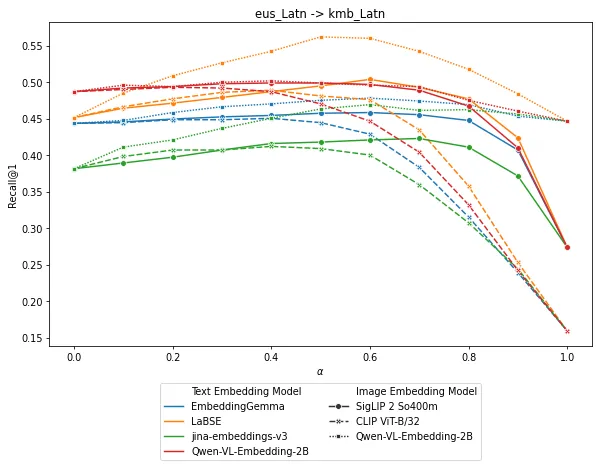 eus_Latn -> kmb_Latn
Recall@1
0.55
0.50
0.45
0.40
0.35
0.30
0.25
0.20
0.15
0.0
0.2
0.4
0.6
0.8
1.0
α
Text Embedding Model
EmbeddingGemma
LaBSE
jina-embeddings-v3
Qwen-VL-Embedding-2B
Image Embedding Model
SigLIP 2 So400m
CLIP ViT-B/32
Qwen-VL-Embedding-2B